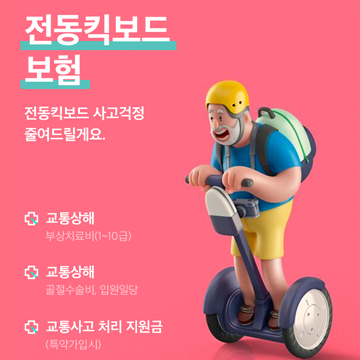 전동킥보드
보험
전동킥보드 사고걱정
줄여드릴게요.
교통상해
부상치료비(1~10급)
교통상해
골절수술비, 입원일당
교통사고 처리 지원금
(특약가입시)